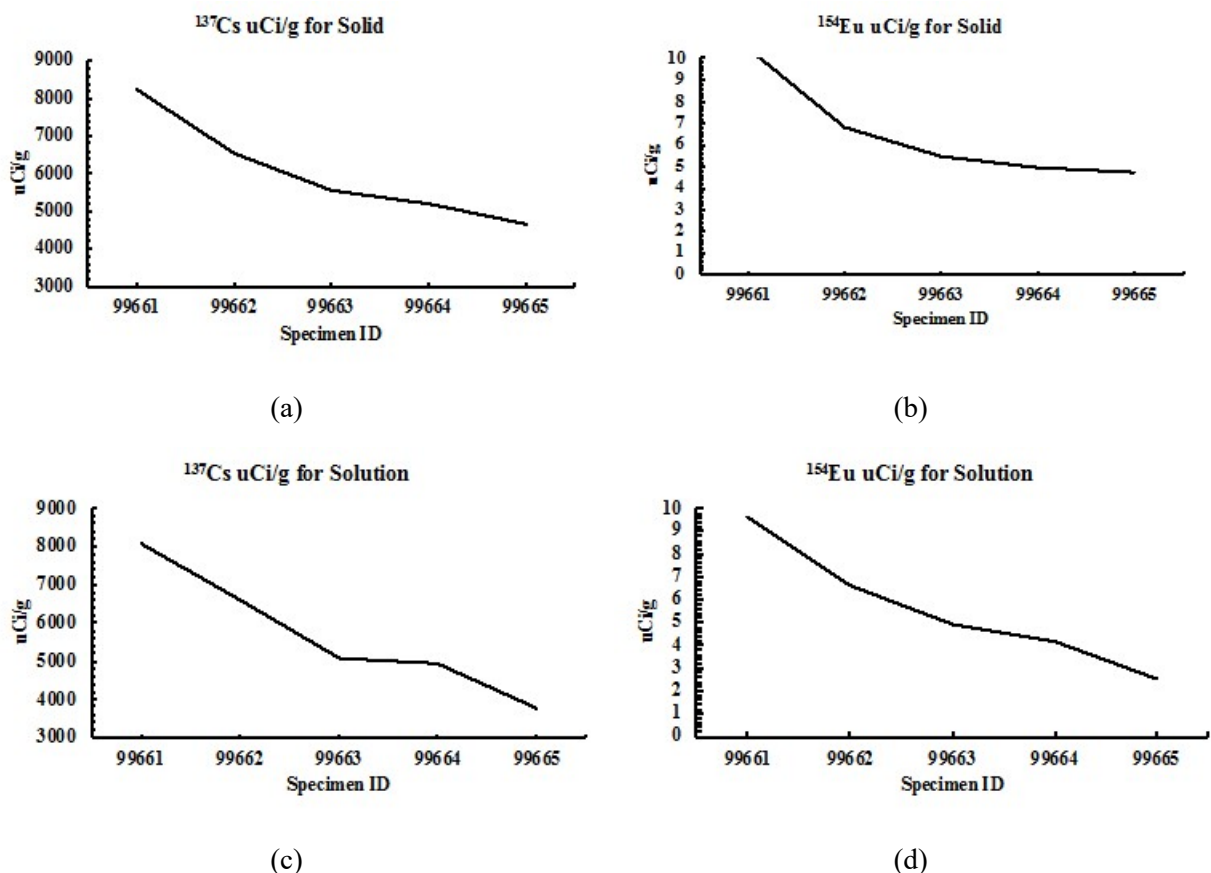 ¹³⁷Cs uCi/g for Solid
9000
8000
7000
6000
5000
4000
3000
uCi/g
99661 99662 99663 99664 99665
Specimen ID
(a)
¹⁵⁴Eu uCi/g for Solid
10
9
8
7
6
5
4
3
2
1
0
uCi/g
99661 99662 99663 99664 99665
Specimen ID
(b)
¹³⁷Cs uCi/g for Solution
9000
8000
7000
6000
5000
4000
3000
uCi/g
99661 99662 99663 99664 99665
Specimen ID
(c)
¹⁵⁴Eu uCi/g for Solution
10
9
8
7
6
5
4
3
2
1
0
uCi/g
99661 99662 99663 99664 99665
Specimen ID
(d)